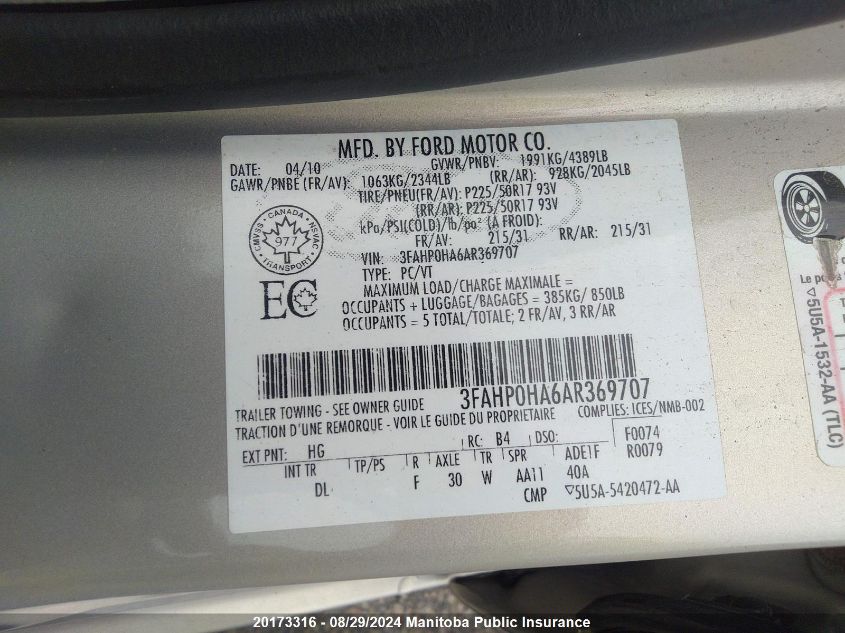 MFD. BY FORD MOTOR CO.
DATE: 04/10 GVWR/PNBV: 1991KG/4389LB
GAWR/PNBE (FR/AV): 1063KG/2344LB (RR/AR): 928KG/2045LB
TIRE/PNEU(FR/AV): P225/50R17 93V
(RR/AR): P225/50R17 93V
kPa/PSI(COLD)/lb/po² (A FROID):
FR/AV: 215/31 RR/AR: 215/31
CMVSS CANADA NSVAC
977
TRANSPORT
VIN: 3FAHP0HA6AR369707
TYPE: PC/VT
EC
MAXIMUM LOAD/CHARGE MAXIMALE =
OCCUPANTS + LUGGAGE/BAGAGES = 385KG/ 850LB
OCCUPANTS = 5 TOTAL/TOTALE; 2 FR/AV, 3 RR/AR
3FAHP0HA6AR369707
TRAILER TOWING - SEE OWNER GUIDE COMPLIES: ICES/NMB-002
TRACTION D'UNE REMORQUE - VOIR LE GUIDE DU PROPRIETAIRE
EXT PNT: HG RC: B4 DSO: F0074
INT TR TP/PS R AXLE TR SPR ADE1F R0079
DL F 30 W AA11 40A
CMP ▽5U5A-5420472-AA
▽5U5A-1532-AA (TLC)
20173316 - 08/29/2024 Manitoba Public Insurance